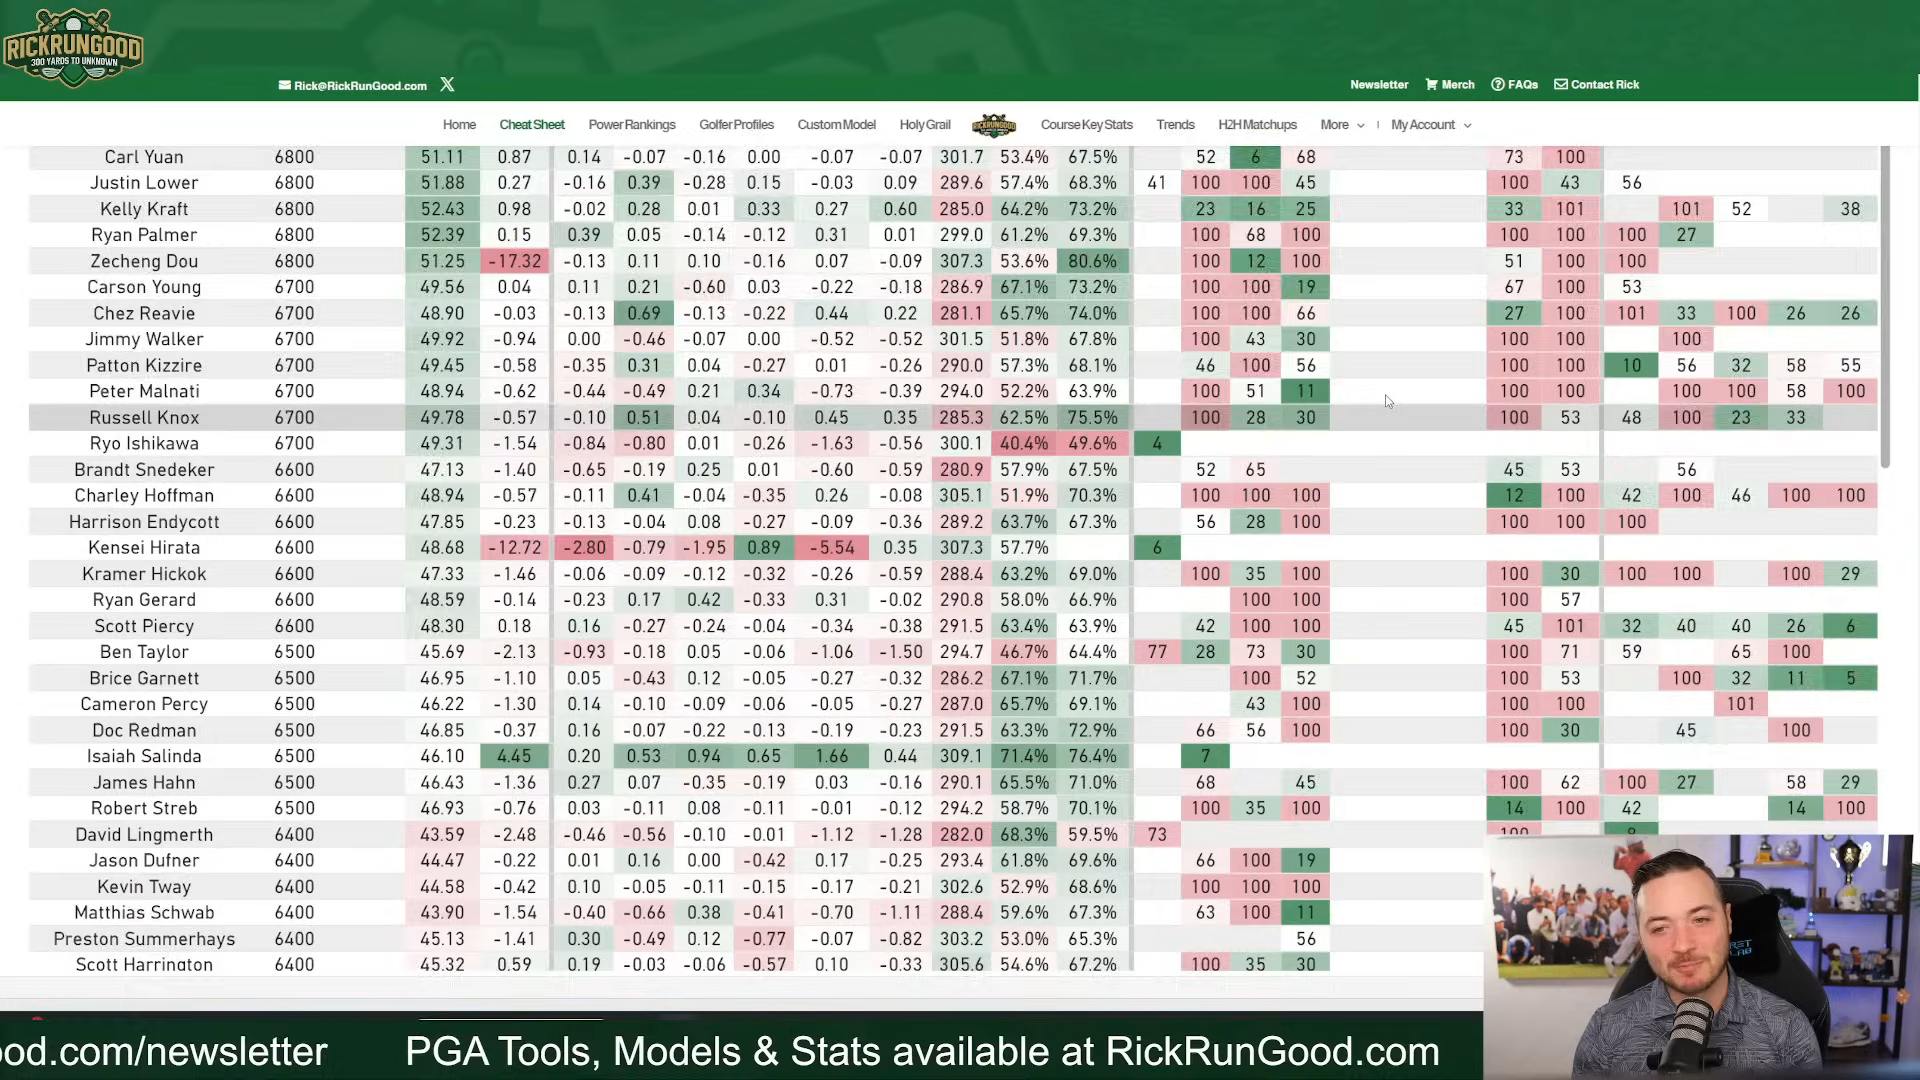 RICKRUNGOOD
300 YARDS TO UNKNOWN
Rick@RickRunGood.com
Newsletter Merch FAQs Contact Rick
Home Cheat Sheet Power Rankings Golfer Profiles Custom Model Holy Grail RICKRUNGOOD Course Key Stats Trends H2H Matchups More My Account
Carl Yuan 6800 51.11 0.87 0.14 -0.07 -0.16 0.00 -0.07 -0.07 301.7 53.4% 67.5% 52 6 68 73 100
Justin Lower 6800 51.88 0.27 -0.16 0.39 -0.28 0.15 -0.03 0.09 289.6 57.4% 68.3% 41 100 100 45 100 43 56
Kelly Kraft 6800 52.43 0.98 -0.02 0.28 0.01 0.33 0.27 0.60 285.0 64.2% 73.2% 23 16 25 33 101 101 52 38
Ryan Palmer 6800 52.39 0.15 0.39 0.05 -0.14 -0.12 0.31 0.01 299.0 61.2% 69.3% 100 68 100 100 100 100 27
Zecheng Dou 6800 51.25 -17.32 -0.13 0.11 0.10 -0.16 0.07 -0.09 307.3 53.6% 80.6% 100 12 100 51 100 100
Carson Young 6700 49.56 0.04 0.11 0.21 -0.60 0.03 -0.22 -0.18 286.9 67.1% 73.2% 100 100 19 67 100 53
Chez Reavie 6700 48.90 -0.03 -0.13 0.69 -0.13 -0.22 0.44 0.22 281.1 65.7% 74.0% 100 100 66 27 100 101 33 100 26 26
Jimmy Walker 6700 49.92 -0.94 0.00 -0.46 -0.07 0.00 -0.52 -0.52 301.5 51.8% 67.8% 100 43 30 100 100 100
Patton Kizzire 6700 49.45 -0.58 -0.35 0.31 0.04 -0.27 0.01 -0.26 290.0 57.3% 68.1% 46 100 56 100 100 10 56 32 58 55
Peter Malnati 6700 48.94 -0.62 -0.44 -0.49 0.21 0.34 -0.73 -0.39 294.0 52.2% 63.9% 100 51 11 100 100 100 100 58 100
Russell Knox 6700 49.78 -0.57 -0.10 0.51 0.04 -0.10 0.45 0.35 285.3 62.5% 75.5% 100 28 30 100 53 48 100 23 33
Ryo Ishikawa 6700 49.31 -1.54 -0.84 -0.80 0.01 -0.26 -1.63 -0.56 300.1 40.4% 49.6% 4
Brandt Snedeker 6600 47.13 -1.40 -0.65 -0.19 0.25 0.01 -0.60 -0.59 280.9 57.9% 67.5% 52 65 45 53 56
Charley Hoffman 6600 48.94 -0.57 -0.11 0.41 -0.04 -0.35 0.26 -0.08 305.1 51.9% 70.3% 100 100 100 12 100 42 100 46 100 100
Harrison Endycott 6600 47.85 -0.23 -0.13 -0.04 0.08 -0.27 -0.09 -0.36 289.2 63.7% 67.3% 56 28 100 100 100 100
Kensei Hirata 6600 48.68 -12.72 -2.80 -0.79 -1.95 0.89 -5.54 0.35 307.3 57.7% 6
Kramer Hickok 6600 47.33 -1.46 -0.06 -0.09 -0.12 -0.32 -0.26 -0.59 288.4 63.2% 69.0% 100 35 100 100 30 100 100 100 29
Ryan Gerard 6600 48.59 -0.14 -0.23 0.17 0.42 -0.33 0.31 -0.02 290.8 58.0% 66.9% 100 100 100 57
Scott Piercy 6600 48.30 0.18 0.16 -0.27 -0.24 -0.04 -0.34 -0.38 291.5 63.4% 63.9% 42 100 100 45 101 32 40 40 26 6
Ben Taylor 6500 45.69 -2.13 -0.93 -0.18 0.05 -0.06 -1.06 -1.50 294.7 46.7% 64.4% 77 28 73 30 100 71 59 65 100
Brice Garnett 6500 46.95 -1.10 0.05 -0.43 0.12 -0.05 -0.27 -0.32 286.2 67.1% 71.7% 100 52 100 53 100 32 11 5
Cameron Percy 6500 46.22 -1.30 0.14 -0.10 -0.09 -0.06 -0.05 -0.27 287.0 65.7% 69.1% 43 100 100 100 101
Doc Redman 6500 46.85 -0.37 0.16 -0.07 -0.22 -0.13 -0.19 -0.23 291.5 63.3% 72.9% 66 56 100 100 30 45 100
Isaiah Salinda 6500 46.10 4.45 0.20 0.53 0.94 0.65 1.66 0.44 309.1 71.4% 76.4% 7
James Hahn 6500 46.43 -1.36 0.27 0.07 -0.35 -0.19 0.03 -0.16 290.1 65.5% 71.0% 68 45 100 62 100 27 58 29
Robert Streb 6500 46.93 -0.76 0.03 -0.11 0.08 -0.11 -0.01 -0.12 294.2 58.7% 70.1% 100 35 100 14 100 42 14 100
David Lingmerth 6400 43.59 -2.48 -0.46 -0.56 -0.10 -0.01 -1.12 -1.28 282.0 68.3% 59.5% 73
Jason Dufner 6400 44.47 -0.22 0.01 0.16 0.00 -0.42 0.17 -0.25 293.4 61.8% 69.6% 66 100 19
Kevin Tway 6400 44.58 -0.42 0.10 -0.05 -0.11 -0.15 -0.17 -0.21 302.6 52.9% 68.6% 100 100 100
Matthias Schwab 6400 43.90 -1.54 -0.40 -0.66 0.38 -0.41 -0.70 -1.11 288.4 59.6% 67.3% 63 100 11
Preston Summerhays 6400 45.13 -1.41 0.30 -0.49 0.12 -0.77 -0.07 -0.82 303.2 53.0% 65.3% 56
Scott Harrington 6400 45.32 0.59 0.19 -0.03 -0.06 -0.57 0.10 -0.33 305.6 54.6% 67.2% 100 35 30
ood.com/newsletter PGA Tools, Models & Stats available at RickRunGood.com